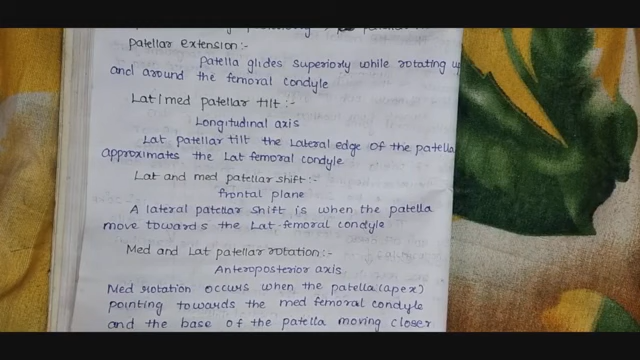 patellar extension:-
Patella glides superiorly while rotating up
and around the femoral condyle
Lat/med patellar tilt:-
Longitudinal axis
Lat patellar tilt the Lateral edge of the patella
approximates the Lat femoral condyle
Lat and med patellar shift:-
frontal plane
A lateral patellar shift is when the patella
move towards the Lat femoral condyle
Med and Lat patellar rotation:-
Anteroposterior axis
Med rotation occurs when the patella (apex)
pointing towards the med femoral condyle
and the base of the patella moving closer